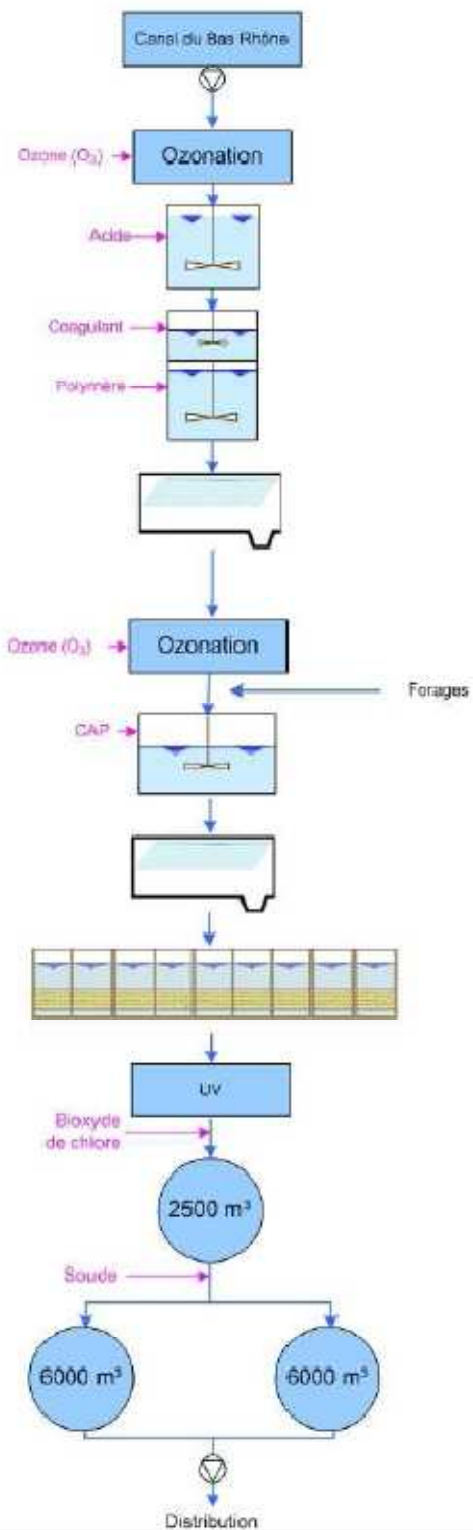 Canal du Bas Rhône
Ozone (O₃)
Ozonation
Acide
Coagulant
Polymère
Ozone (O₃)
Ozonation
Forages
CAP
UV
Bioxyde
de chlore
2500 m³
Soude
6000 m³
6000 m³
Distribution